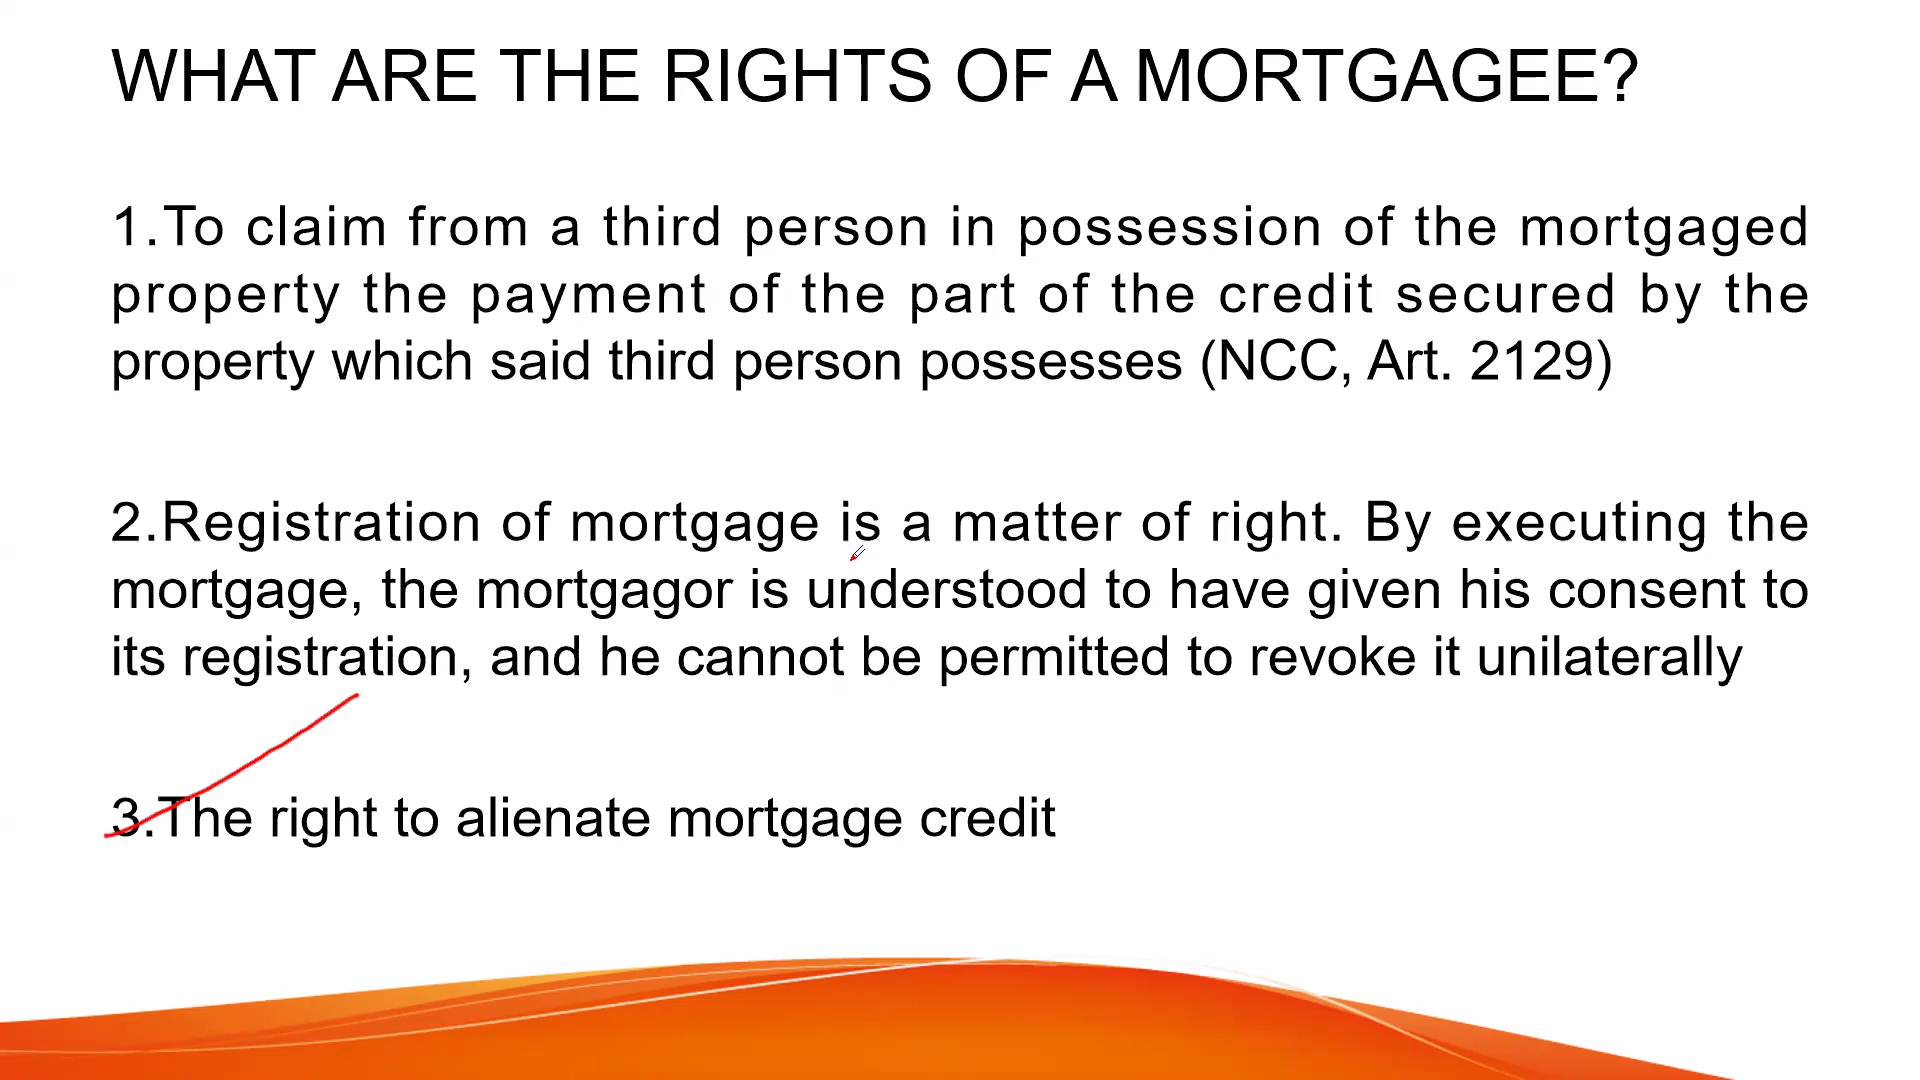 WHAT ARE THE RIGHTS OF A MORTGAGEE?
1.To claim from a third person in possession of the mortgaged
property the payment of the part of the credit secured by the
property which said third person possesses (NCC, Art. 2129)
2.Registration of mortgage is a matter of right. By executing the
mortgage, the mortgagor is understood to have given his consent to
its registration, and he cannot be permitted to revoke it unilaterally
3.The right to alienate mortgage credit